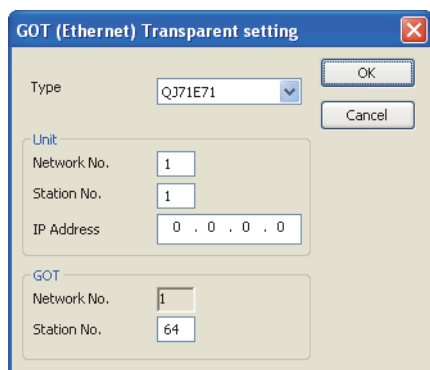 GOT (Ethernet) Transparent setting
Type QJ71E71
OK
Cancel
Unit
Network No. 1
Station No. 1
IP Address 0 . 0 . 0 . 0
GOT
Network No. 1
Station No. 64